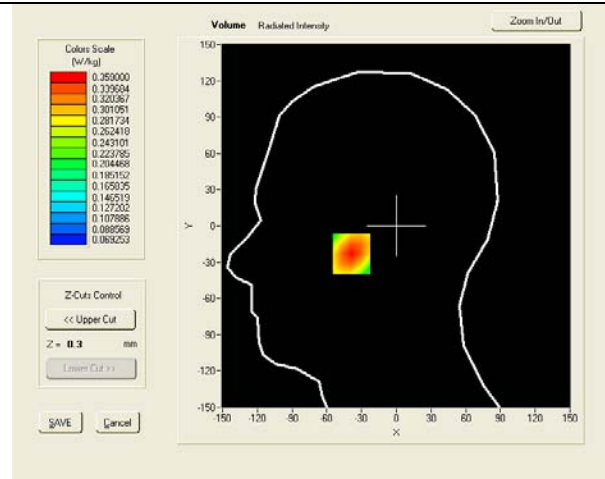 Volume Radiated Intensity
Zoom In/Out
Colors Scale
(W/kg)
0.359000
0.339684
0.320367
0.301051
0.281734
0.262418
0.243101
0.223785
0.204468
0.185152
0.165835
0.146519
0.127202
0.107886
0.088569
0.069253
Z-Cuts Control
<< Upper Cut
Z = 0.3 mm
Lower Cut >>
SAVE Cancel
150
120
90
60
30
Y 0
-30
-60
-90
-120
-150
-150 -120 -90 -60 -30 0 30 60 90 120 150
X